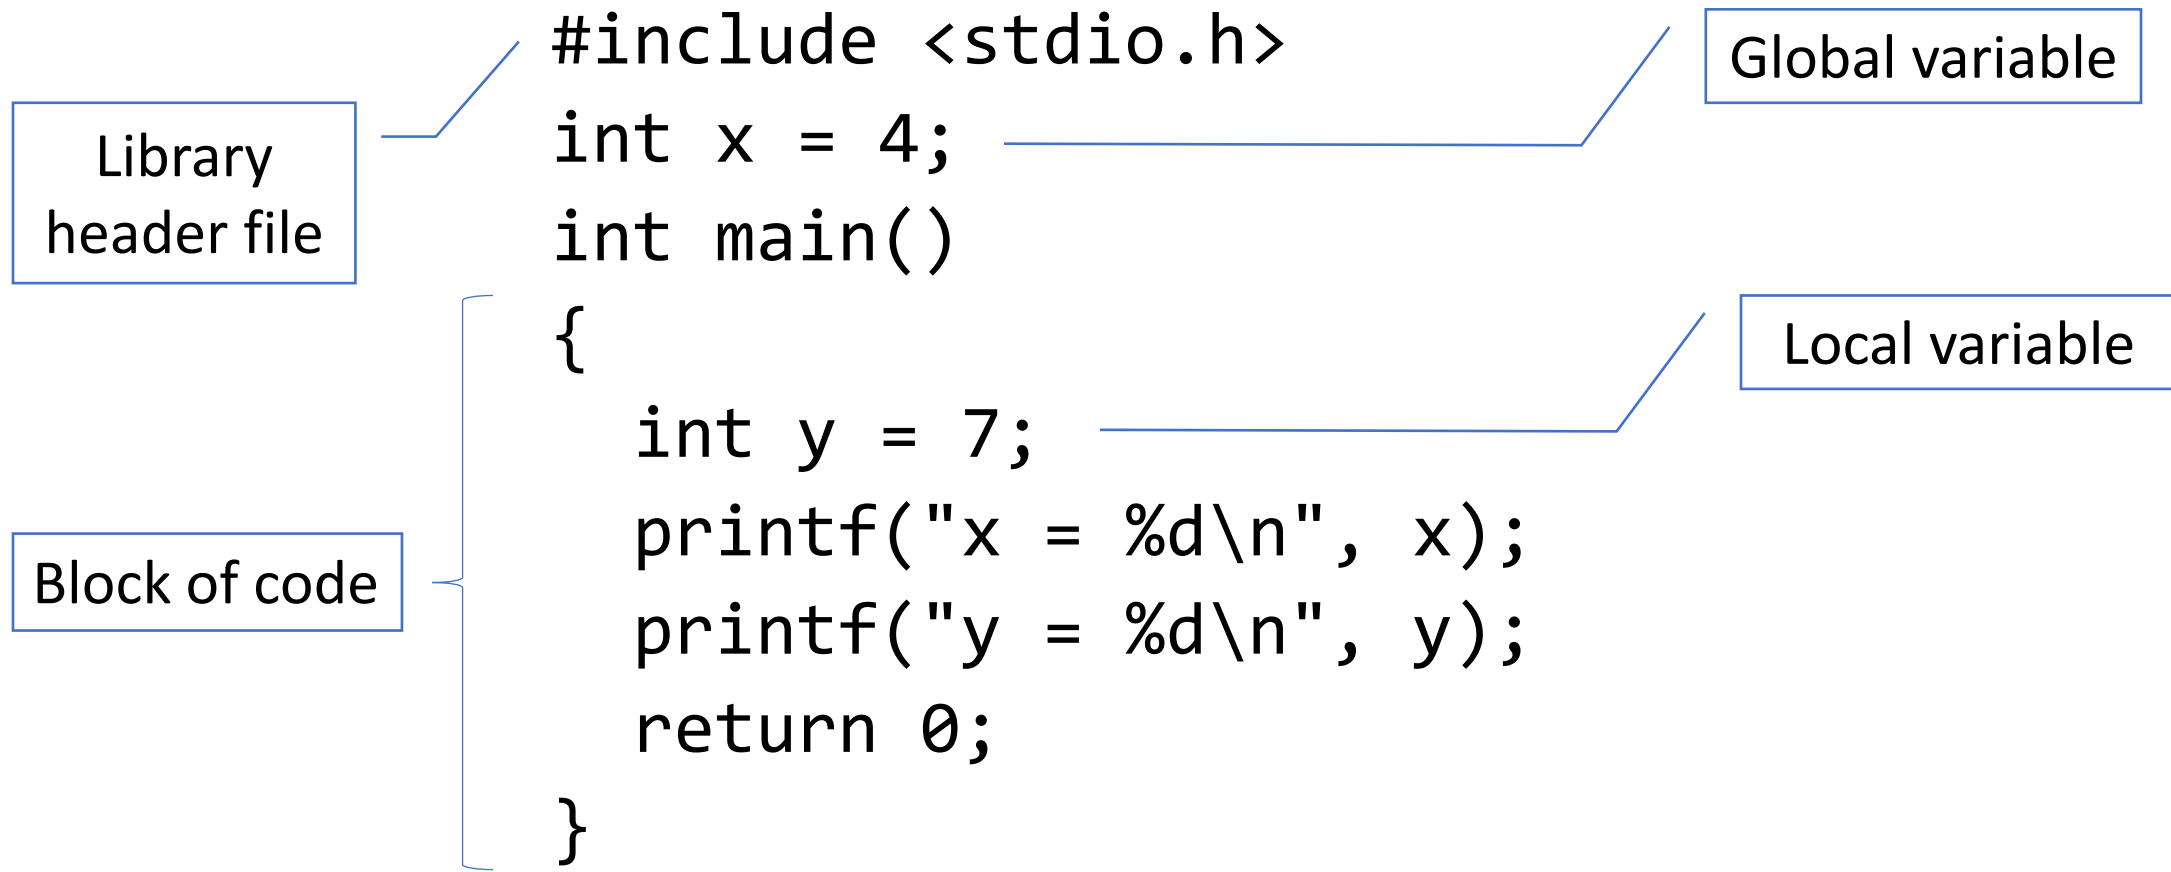 #include <stdio.h>
int x = 4;
int main()
{
  int y = 7;
  printf("x = %d\n", x);
  printf("y = %d\n", y);
  return 0;
}
Library
header file
Block of code
Global variable
Local variable